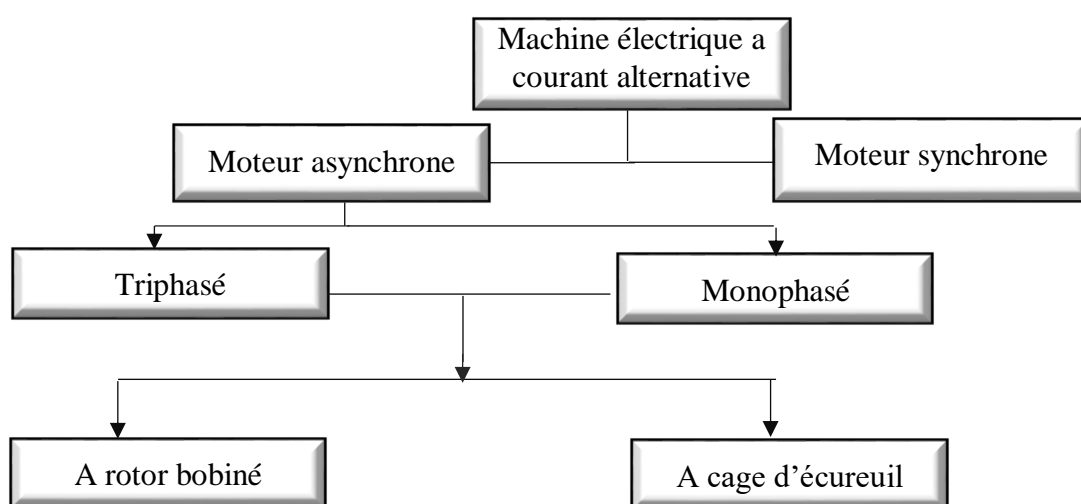 Machine électrique a
courant alternative
Moteur asynchrone
Moteur synchrone
Triphasé
Monophasé
A rotor bobiné
A cage d’écureuil